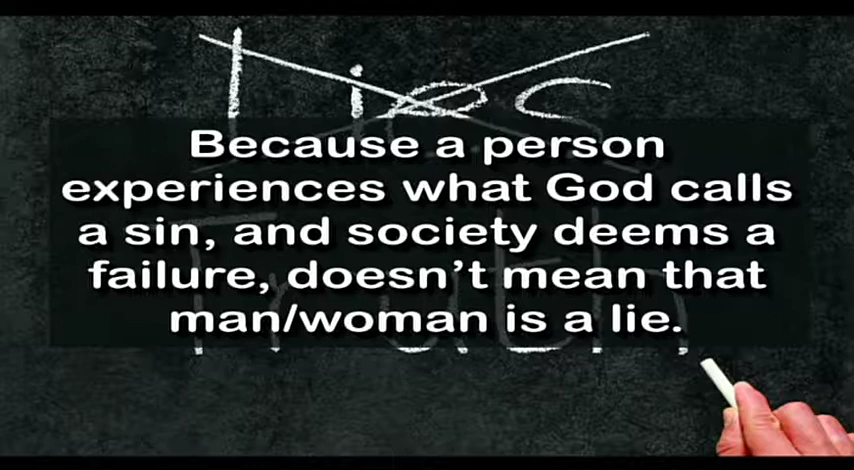 Lies
Because a person
experiences what God calls
a sin, and society deems a
failure, doesn't mean that
man/woman is a lie.
Truth